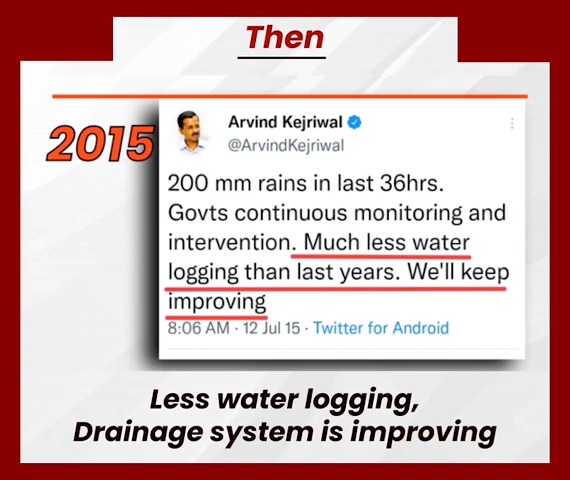 Then
2015
Arvind Kejriwal
@ArvindKejriwal
200 mm rains in last 36hrs.
Govts continuous monitoring and
intervention. Much less water
logging than last years. We'll keep
improving
8:06 AM · 12 Jul 15 · Twitter for Android
Less water logging,
Drainage system is improving